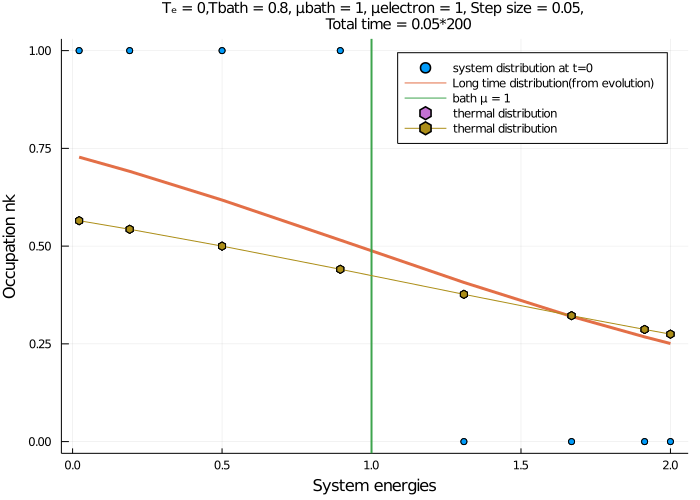 Tₑ = 0,Tbath = 0.8, μbath = 1, μelectron = 1, Step size = 0.05,
Total time = 0.05*200
1.00
0.75
0.50
0.25
0.00
Occupation nk
system distribution at t=0
Long time distribution(from evolution)
bath μ = 1
thermal distribution
thermal distribution
0.0 0.5 1.0 1.5 2.0
System energies